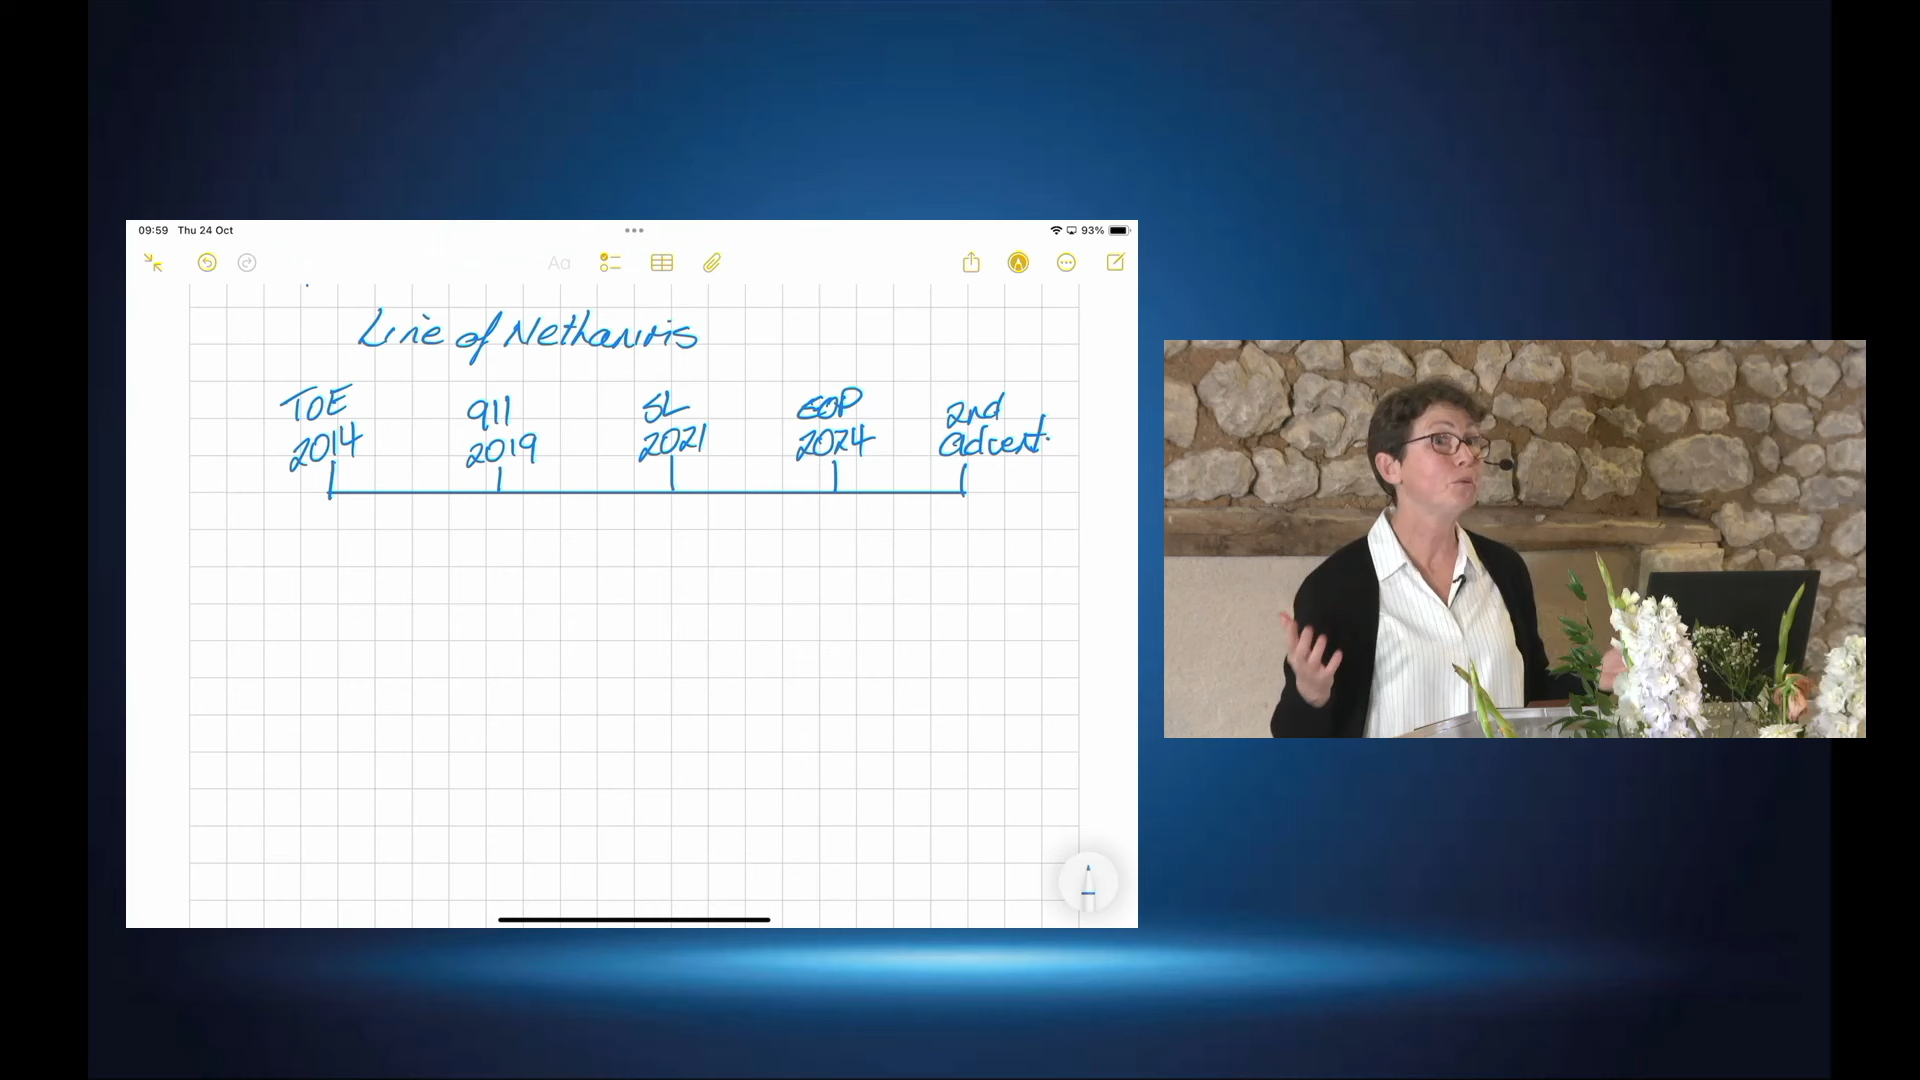 09:59 Thu 24 Oct
93%
Aa
Line of Nethanims
TOE
2014
911
2019
SL
2021
EOP
2024
2nd
advent.